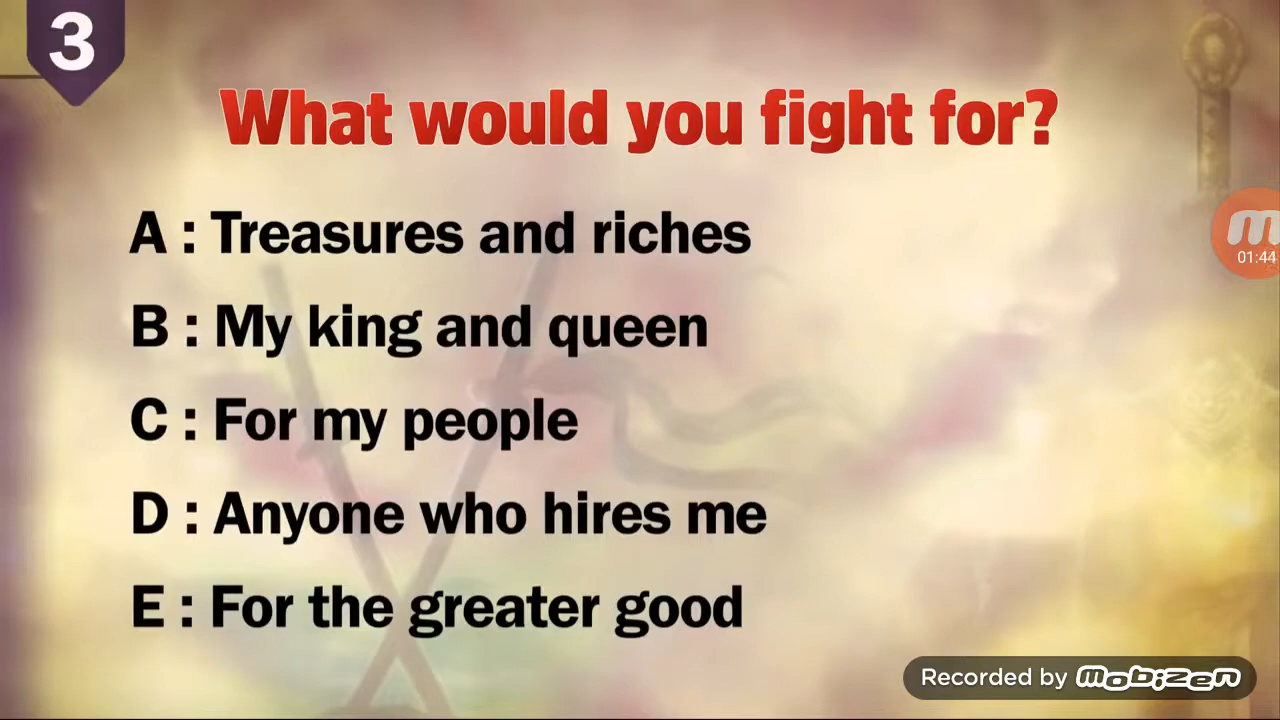 3
What would you fight for?
A : Treasures and riches
B : My king and queen
C : For my people
D : Anyone who hires me
E : For the greater good
m
01:44
Recorded by mobizen